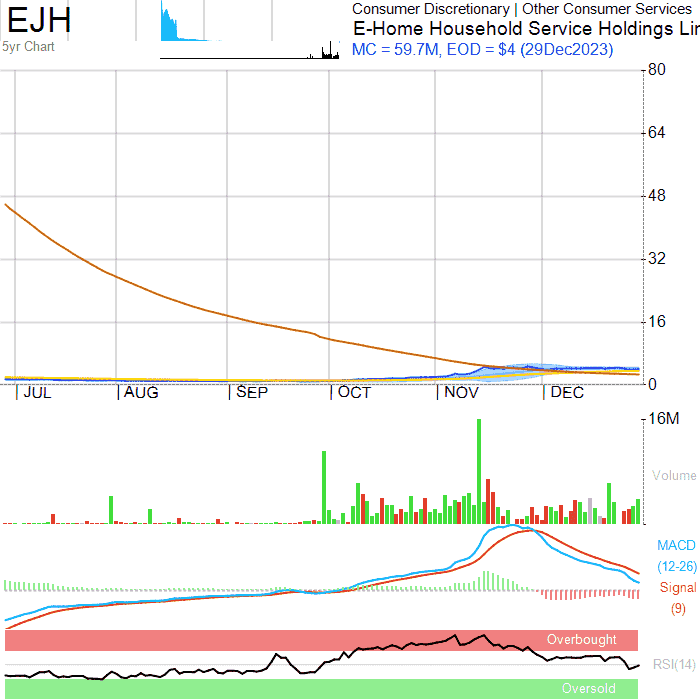 EJH
5yr Chart
Consumer Discretionary | Other Consumer Services
E-Home Household Service Holdings Lir
MC = 59.7M, EOD = $4 (29Dec2023)
80
64
48
32
16
0
JUL AUG SEP OCT NOV DEC
16M
Volume
MACD
(12-26)
Signal
(9)
Overbought
RSI(14)
Oversold